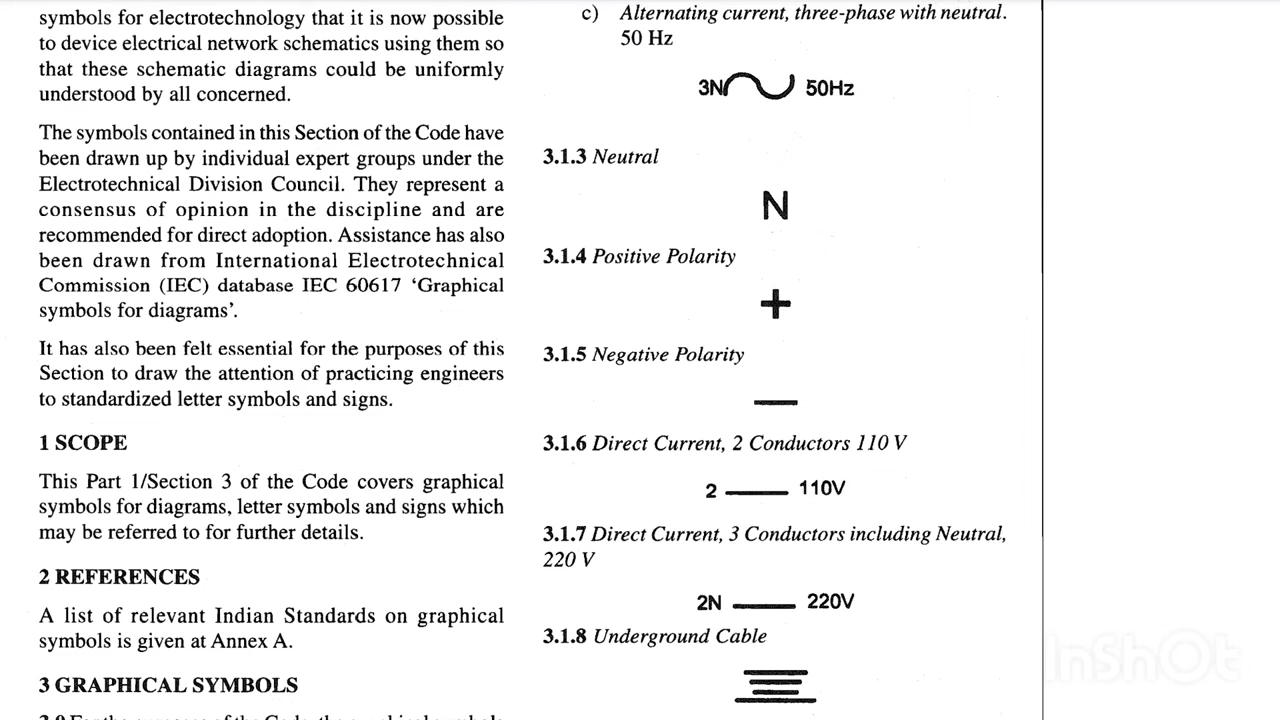 symbols for electrotechnology that it is now possible
to device electrical network schematics using them so
that these schematic diagrams could be uniformly
understood by all concerned.
The symbols contained in this Section of the Code have
been drawn up by individual expert groups under the
Electrotechnical Division Council. They represent a
consensus of opinion in the discipline and are
recommended for direct adoption. Assistance has also
been drawn from International Electrotechnical
Commission (IEC) database IEC 60617 ‘Graphical
symbols for diagrams’.
It has also been felt essential for the purposes of this
Section to draw the attention of practicing engineers
to standardized letter symbols and signs.
1 SCOPE
This Part 1/Section 3 of the Code covers graphical
symbols for diagrams, letter symbols and signs which
may be referred to for further details.
2 REFERENCES
A list of relevant Indian Standards on graphical
symbols is given at Annex A.
3 GRAPHICAL SYMBOLS
c) Alternating current, three-phase with neutral.
50 Hz
3N 50Hz
3.1.3 Neutral
N
3.1.4 Positive Polarity
+
3.1.5 Negative Polarity
—
3.1.6 Direct Current, 2 Conductors 110 V
2 — 110V
3.1.7 Direct Current, 3 Conductors including Neutral,
220 V
2N — 220V
3.1.8 Underground Cable
InShOt